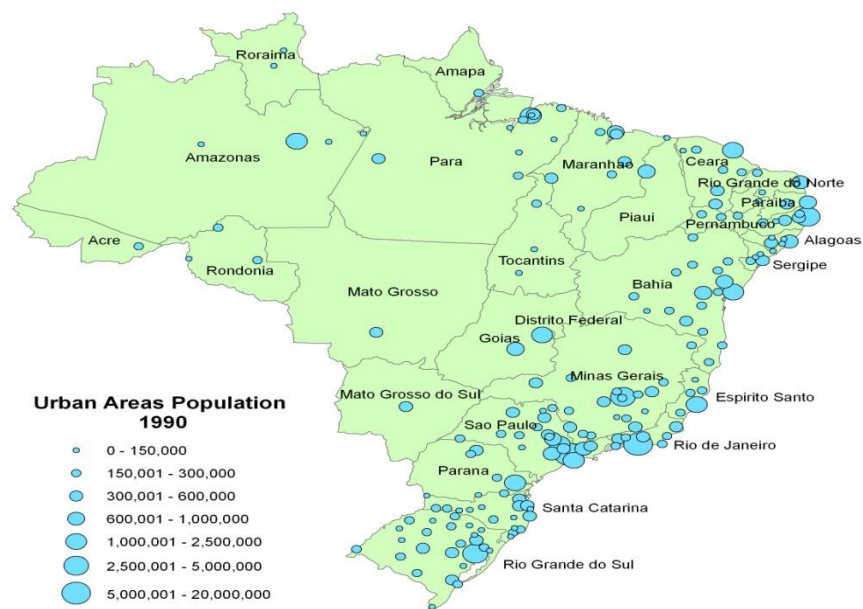 Roraima
Amapa
Amazonas
Para
Maranhao
Ceara
Rio Grande do Norte
Paraiba
Piaui
Pernambuco
Acre
Alagoas
Rondonia
Tocantins
Sergipe
Bahia
Mato Grosso
Distrito Federal
Goias
Minas Gerais
Mato Grosso do Sul
Espirito Santo
Sao Paulo
Rio de Janeiro
Parana
Santa Catarina
Rio Grande do Sul
Urban Areas Population
1990
0 - 150,000
150,001 - 300,000
300,001 - 600,000
600,001 - 1,000,000
1,000,001 - 2,500,000
2,500,001 - 5,000,000
5,000,001 - 20,000,000